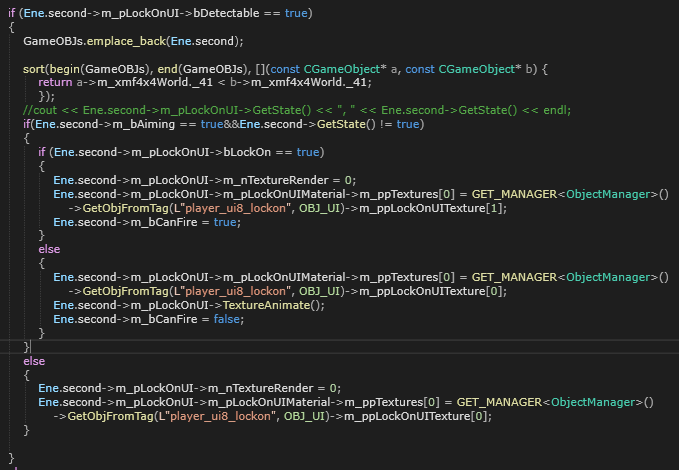 if (Ene.second->m_pLockOnUI->bDetectable == true)
{
GameOBJs.emplace_back(Ene.second);
sort(begin(GameOBJs), end(GameOBJs), [](const CGameObject* a, const CGameObject* b) {
return a->m_xmf4x4World._41 < b->m_xmf4x4World._41;
});
//cout << Ene.second->m_pLockOnUI->GetState() << ", " << Ene.second->GetState() << endl;
if(Ene.second->m_bAiming == true&&Ene.second->GetState() != true)
{
if (Ene.second->m_pLockOnUI->bLockOn == true)
{
Ene.second->m_pLockOnUI->m_nTextureRender = 0;
Ene.second->m_pLockOnUI->m_pLockOnUIMaterial->m_ppTextures[0] = GET_MANAGER<ObjectManager>()
->GetObjFromTag(L"player_ui8_lockon", OBJ_UI)->m_ppLockOnUITexture[1];
Ene.second->m_bCanFire = true;
}
else
{
Ene.second->m_pLockOnUI->m_pLockOnUIMaterial->m_ppTextures[0] = GET_MANAGER<ObjectManager>()
->GetObjFromTag(L"player_ui8_lockon", OBJ_UI)->m_ppLockOnUITexture[0];
Ene.second->m_pLockOnUI->TextureAnimate();
Ene.second->m_bCanFire = false;
}
}
else
{
Ene.second->m_pLockOnUI->m_nTextureRender = 0;
Ene.second->m_pLockOnUI->m_pLockOnUIMaterial->m_ppTextures[0] = GET_MANAGER<ObjectManager>()
->GetObjFromTag(L"player_ui8_lockon", OBJ_UI)->m_ppLockOnUITexture[0];
}
}